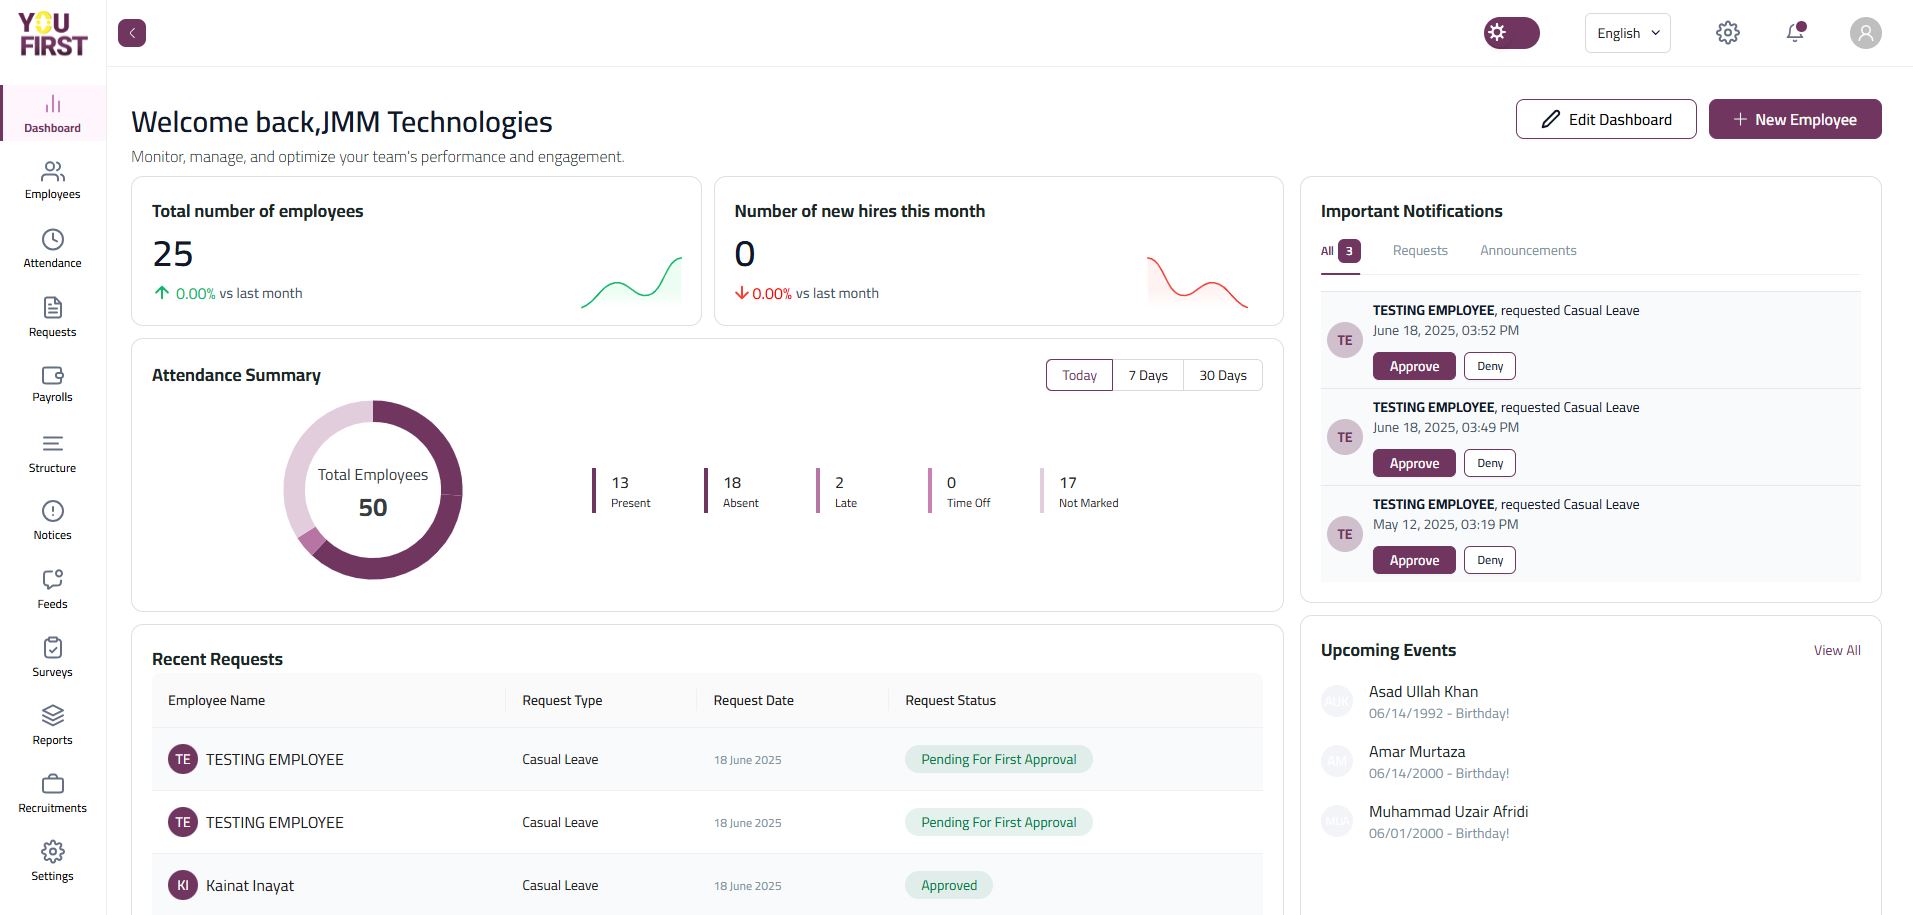 YOU
FIRST
English
Dashboard
Employees
Attendance
Requests
Payrolls
Structure
Notices
Feeds
Surveys
Reports
Recruitments
Settings
Welcome back,JMM Technologies
Monitor, manage, and optimize your team's performance and engagement.
Edit Dashboard
New Employee
Total number of employees
25
0.00% vs last month
Number of new hires this month
0
0.00% vs last month
Attendance Summary
Today 7 Days 30 Days
Total Employees
50
13
Present
18
Absent
2
Late
0
Time Off
17
Not Marked
Recent Requests
Employee Name Request Type Request Date Request Status
TE TESTING EMPLOYEE Casual Leave 18 June 2025 Pending For First Approval
TE TESTING EMPLOYEE Casual Leave 18 June 2025 Pending For First Approval
KI Kainat Inayat Casual Leave 18 June 2025 Approved
Important Notifications
All 3 Requests Announcements
TE
TESTING EMPLOYEE, requested Casual Leave
June 18, 2025, 03:52 PM
Approve Deny
TE
TESTING EMPLOYEE, requested Casual Leave
June 18, 2025, 03:49 PM
Approve Deny
TE
TESTING EMPLOYEE, requested Casual Leave
May 12, 2025, 03:19 PM
Approve Deny
Upcoming Events
View All
AUK
Asad Ullah Khan
06/14/1992 - Birthday!
AM
Amar Murtaza
06/14/2000 - Birthday!
MUA
Muhammad Uzair Afridi
06/01/2000 - Birthday!